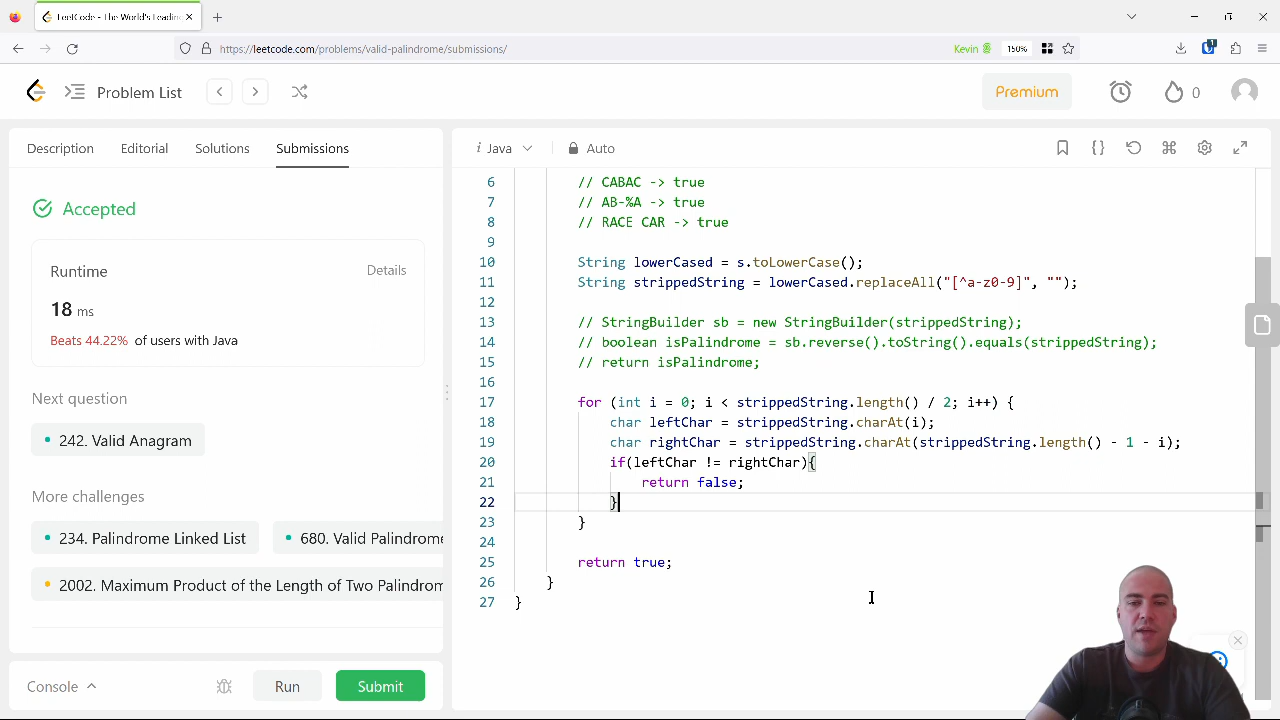 LeetCode - The World's Leading
https://leetcode.com/problems/valid-palindrome/submissions/
Kevin
150%
1
Problem List
Premium
0
Description
Editorial
Solutions
Submissions
Accepted
Runtime
Details
18 ms
Beats 44.22% of users with Java
Next question
242. Valid Anagram
More challenges
234. Palindrome Linked List
680. Valid Palindrome
2002. Maximum Product of the Length of Two Palindrom
Console
Run
Submit
i Java
Auto
6 // CABAC -> true
7 // AB-%A -> true
8 // RACE CAR -> true
9
10 String lowerCased = s.toLowerCase();
11 String strippedString = lowerCased.replaceAll("[^a-z0-9]", "");
12
13 // StringBuilder sb = new StringBuilder(strippedString);
14 // boolean isPalindrome = sb.reverse().toString().equals(strippedString);
15 // return isPalindrome;
16
17 for (int i = 0; i < strippedString.length() / 2; i++) {
18 char leftChar = strippedString.charAt(i);
19 char rightChar = strippedString.charAt(strippedString.length() - 1 - i);
20 if(leftChar != rightChar){
21 return false;
22 }
23 }
24
25 return true;
26 }
27 }